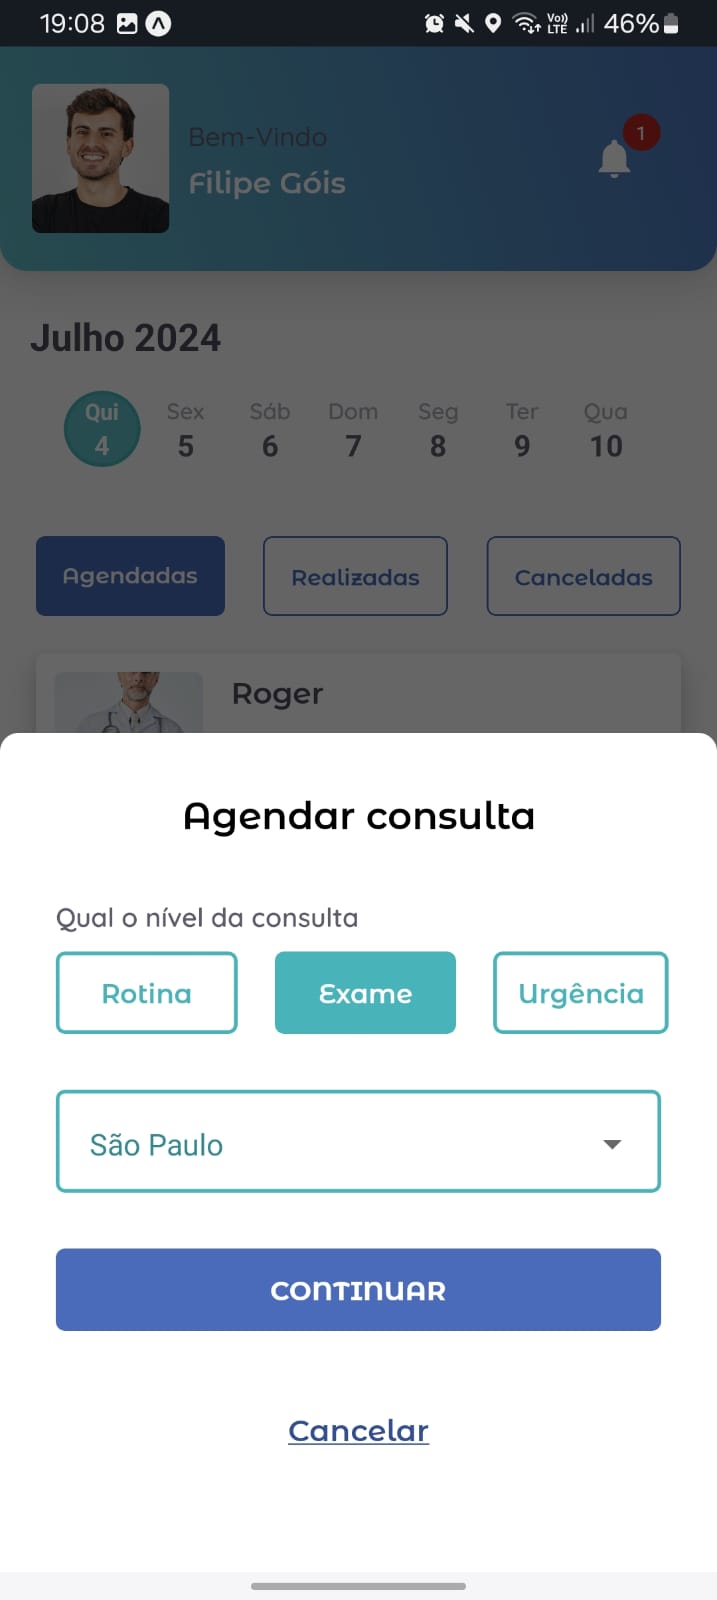 19:08 Vo)) LTE 46%
Bem-Vindo
1
Filipe Góis
Julho 2024
Qui Sex Sáb Dom Seg Ter Qua
4 5 6 7 8 9 10
Agendadas Realizadas Canceladas
Roger
Agendar consulta
Qual o nível da consulta
Rotina Exame Urgência
São Paulo
CONTINUAR
Cancelar